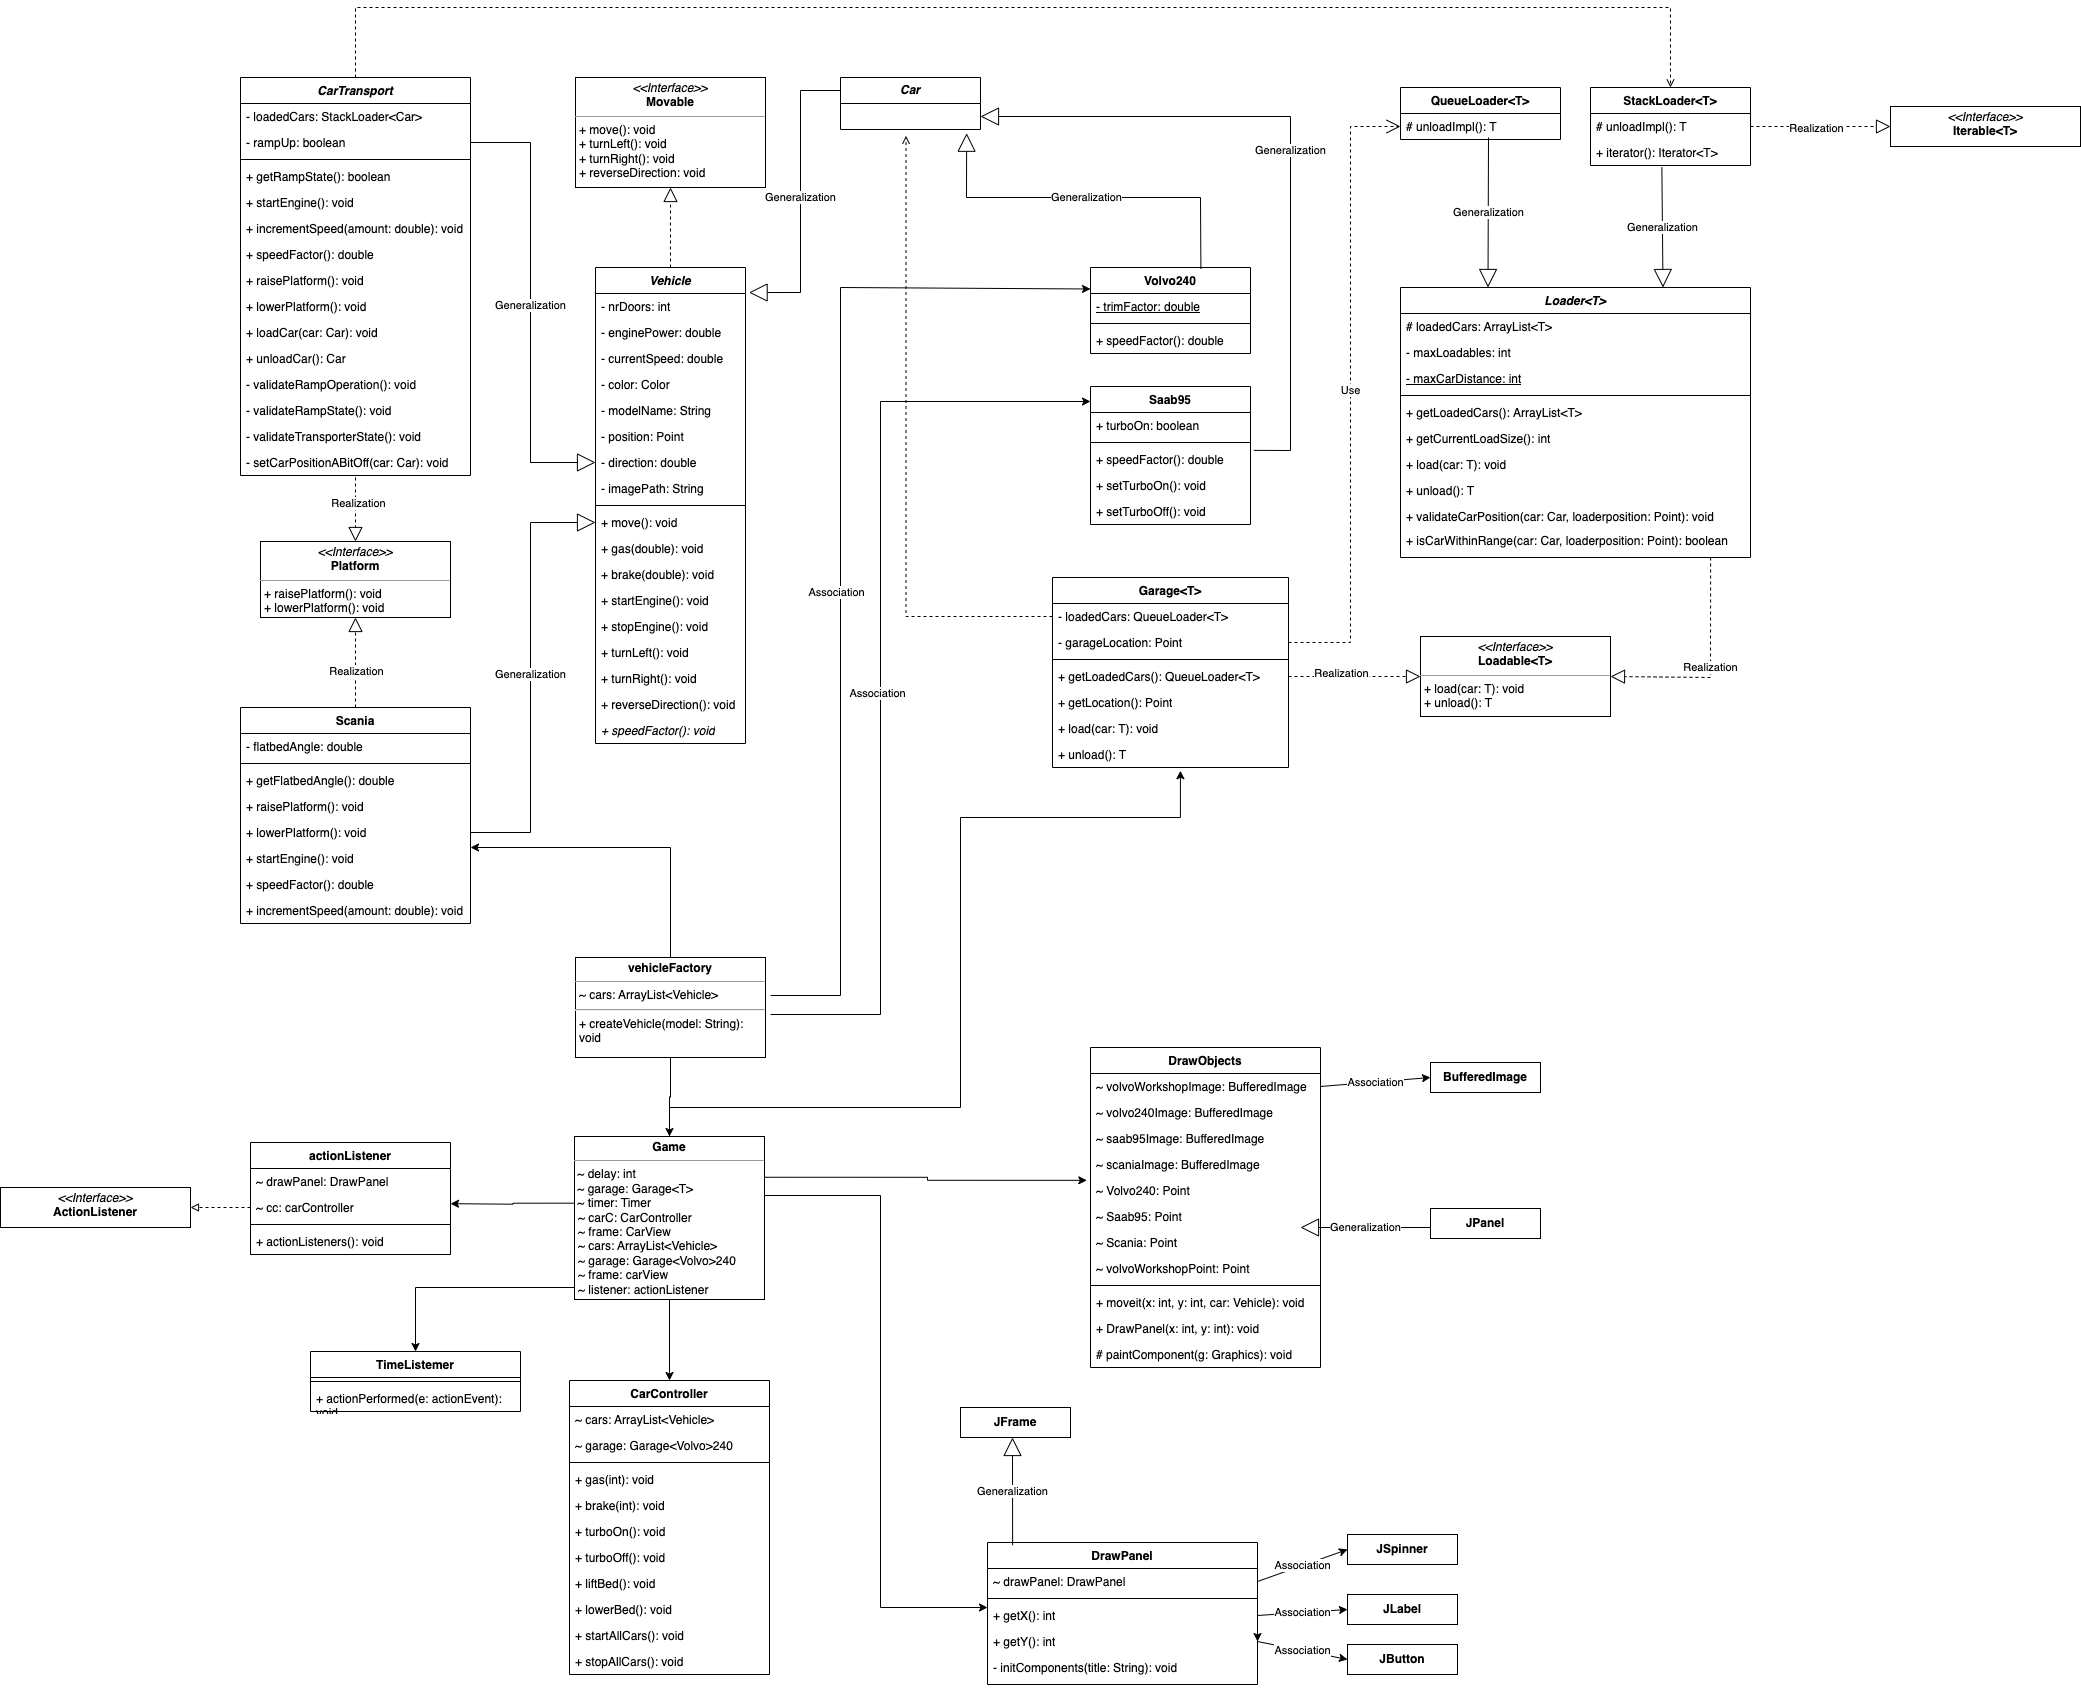 CarTransport
- loadedCars: StackLoader<Car>
- rampUp: boolean
+ getRampState(): boolean
+ startEngine(): void
+ incrementSpeed(amount: double): void
+ speedFactor(): double
+ raisePlatform(): void
+ lowerPlatform(): void
+ loadCar(car: Car): void
+ unloadCar(): Car
- validateRampOperation(): void
- validateRampState(): void
- validateTransporterState(): void
- setCarPositionABitOff(car: Car): void
<<Interface>>
Movable
+ move(): void
+ turnLeft(): void
+ turnRight(): void
+ reverseDirection: void
Car
QueueLoader<T>
# unloadImpl(): T
StackLoader<T>
# unloadImpl(): T
+ iterator(): Iterator<T>
Realization
<<Interface>>
Iterable<T>
Generalization
Generalization
Generalization
Generalization
Generalization
Generalization
Vehicle
- nrDoors: int
- enginePower: double
- currentSpeed: double
- color: Color
- modelName: String
- position: Point
- direction: double
- imagePath: String
+ move(): void
+ gas(double): void
+ brake(double): void
+ startEngine(): void
+ stopEngine(): void
+ turnLeft(): void
+ turnRight(): void
+ reverseDirection(): void
+ speedFactor(): void
Volvo240
- trimFactor: double
+ speedFactor(): double
Saab95
+ turboOn: boolean
+ speedFactor(): double
+ setTurboOn(): void
+ setTurboOff(): void
Use
Loader<T>
# loadedCars: ArrayList<T>
- maxLoadables: int
- maxCarDistance: int
+ getLoadedCars(): ArrayList<T>
+ getCurrentLoadSize(): int
+ load(car: T): void
+ unload(): T
+ validateCarPosition(car: Car, loaderposition: Point): void
+ isCarWithinRange(car: Car, loaderposition: Point): boolean
Realization
<<Interface>>
Platform
+ raisePlatform(): void
+ lowerPlatform(): void
Realization
Generalization
Association
Association
Garage<T>
- loadedCars: QueueLoader<T>
- garageLocation: Point
+ getLoadedCars(): QueueLoader<T>
+ getLocation(): Point
+ load(car: T): void
+ unload(): T
Realization
<<Interface>>
Loadable<T>
+ load(car: T): void
+ unload(): T
Realization
Scania
- flatbedAngle: double
+ getFlatbedAngle(): double
+ raisePlatform(): void
+ lowerPlatform(): void
+ startEngine(): void
+ speedFactor(): double
+ incrementSpeed(amount: double): void
vehicleFactory
~ cars: ArrayList<Vehicle>
+ createVehicle(model: String):
void
DrawObjects
~ volvoWorkshopImage: BufferedImage
~ volvo240Image: BufferedImage
~ saab95Image: BufferedImage
~ scaniaImage: BufferedImage
~ Volvo240: Point
~ Saab95: Point
~ Scania: Point
~ volvoWorkshopPoint: Point
+ moveit(x: int, y: int, car: Vehicle): void
+ DrawPanel(x: int, y: int): void
# paintComponent(g: Graphics): void
Association
BufferedImage
Generalization
JPanel
<<Interface>>
ActionListener
actionListener
~ drawPanel: DrawPanel
~ cc: carController
+ actionListeners(): void
Game
~ delay: int
~ garage: Garage<T>
~ timer: Timer
~ carC: CarController
~ frame: CarView
~ cars: ArrayList<Vehicle>
~ garage: Garage<Volvo>240
~ frame: carView
~ listener: actionListener
TimeListemer
+ actionPerformed(e: actionEvent):
void
CarController
~ cars: ArrayList<Vehicle>
~ garage: Garage<Volvo>240
+ gas(int): void
+ brake(int): void
+ turboOn(): void
+ turboOff(): void
+ liftBed(): void
+ lowerBed(): void
+ startAllCars(): void
+ stopAllCars(): void
JFrame
Generalization
DrawPanel
~ drawPanel: DrawPanel
+ getX(): int
+ getY(): int
- initComponents(title: String): void
Association
JSpinner
Association
JLabel
Association
JButton